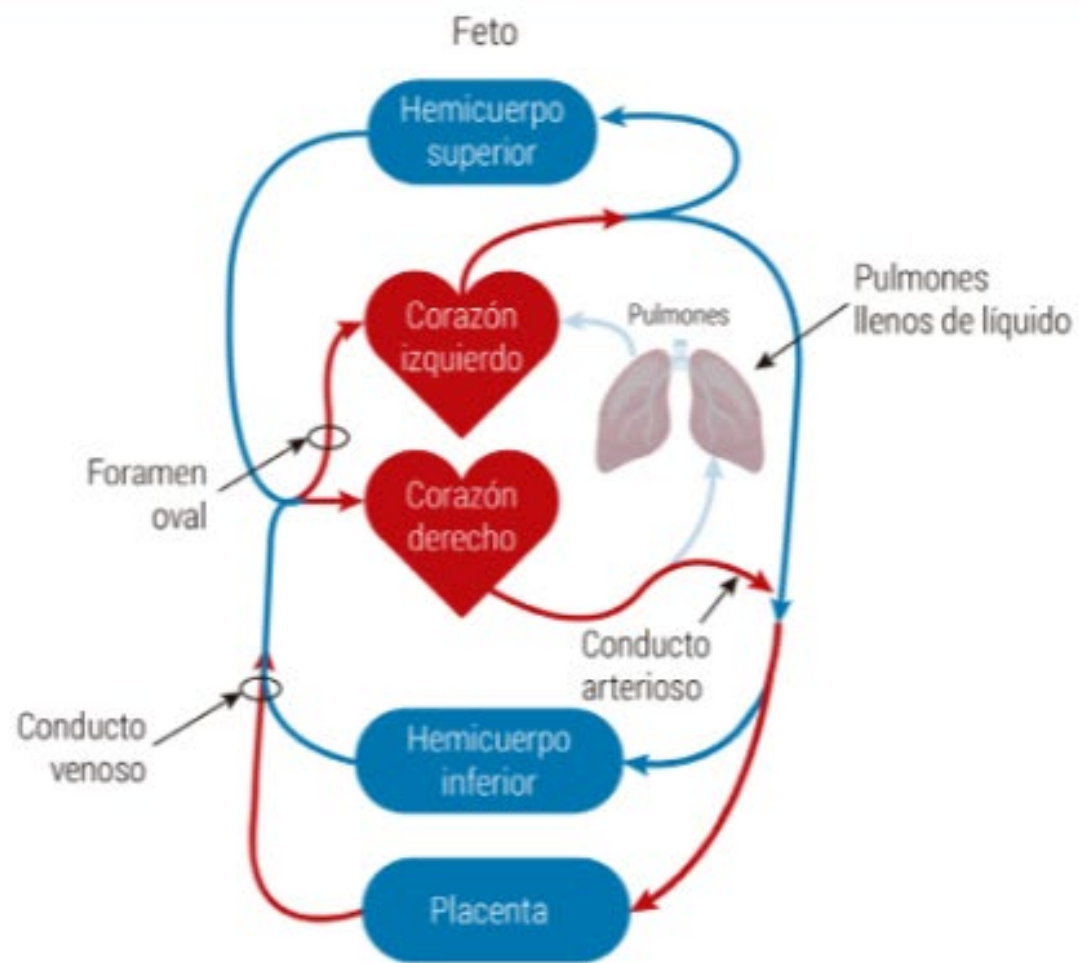 Feto
Hemicuerpo
superior
Pulmones
llenos de líquido
Pulmones
Corazón
izquierdo
Foramen
oval
Corazón
derecho
Conducto
arterioso
Conducto
venoso
Hemicuerpo
inferior
Placenta